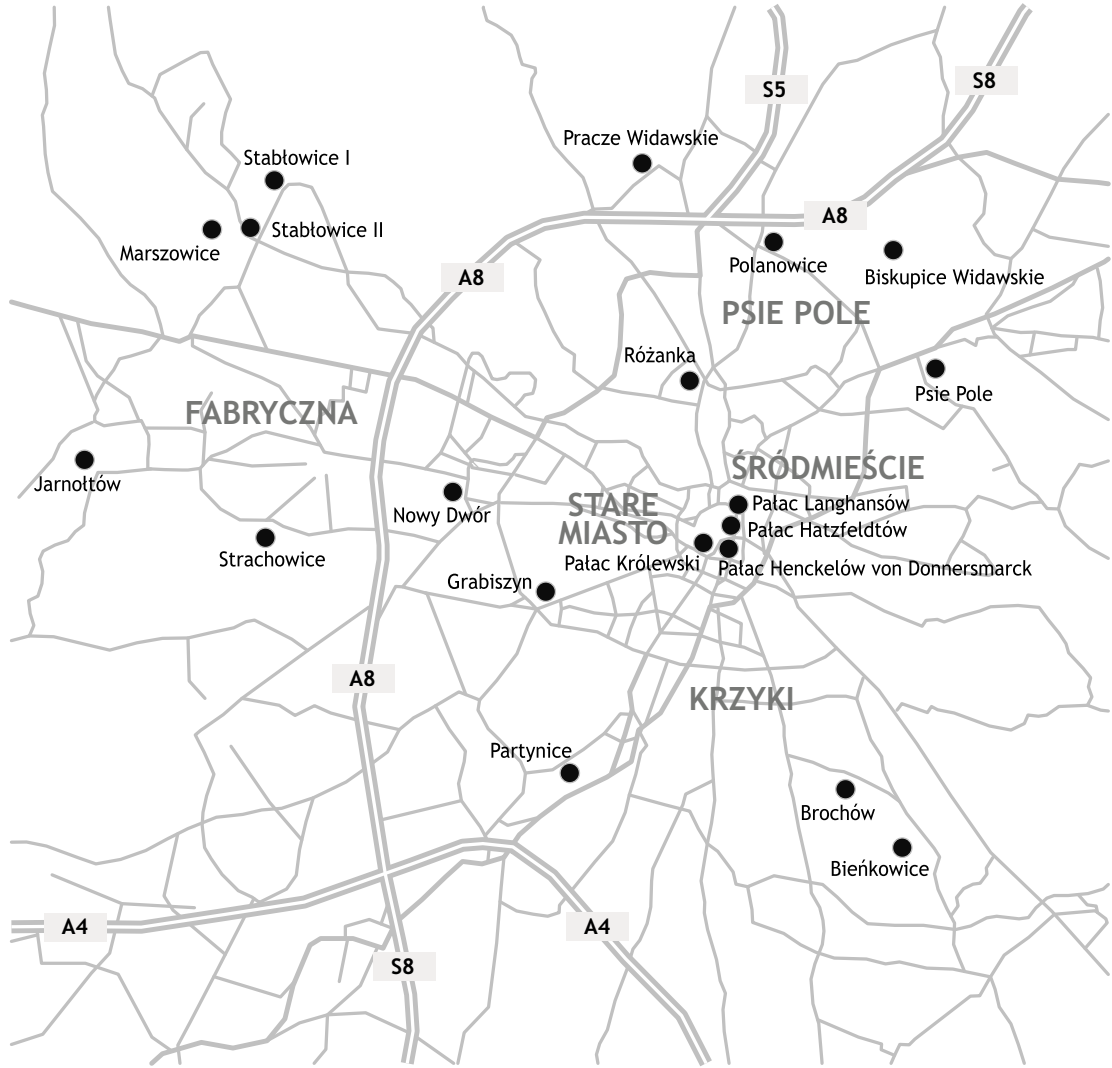 S5
S8
Pracze Widawskie
Stabłowice I
A8
Stabłowice II
Marszowice
Polanowice
Biskupice Widawskie
A8
PSIE POLE
Różanka
Psie Pole
FABRYCZNA
ŚRÓDMIEŚCIE
Jarnołtów
Nowy Dwór
STARE
MIASTO
Pałac Langhansów
Pałac Hatzfeldtów
Strachowice
Pałac Królewski
Pałac Henckelów von Donnersmarck
Grabiszyn
A8
KRZYKI
Partynice
Brochów
Bieńkowice
A4
A4
S8